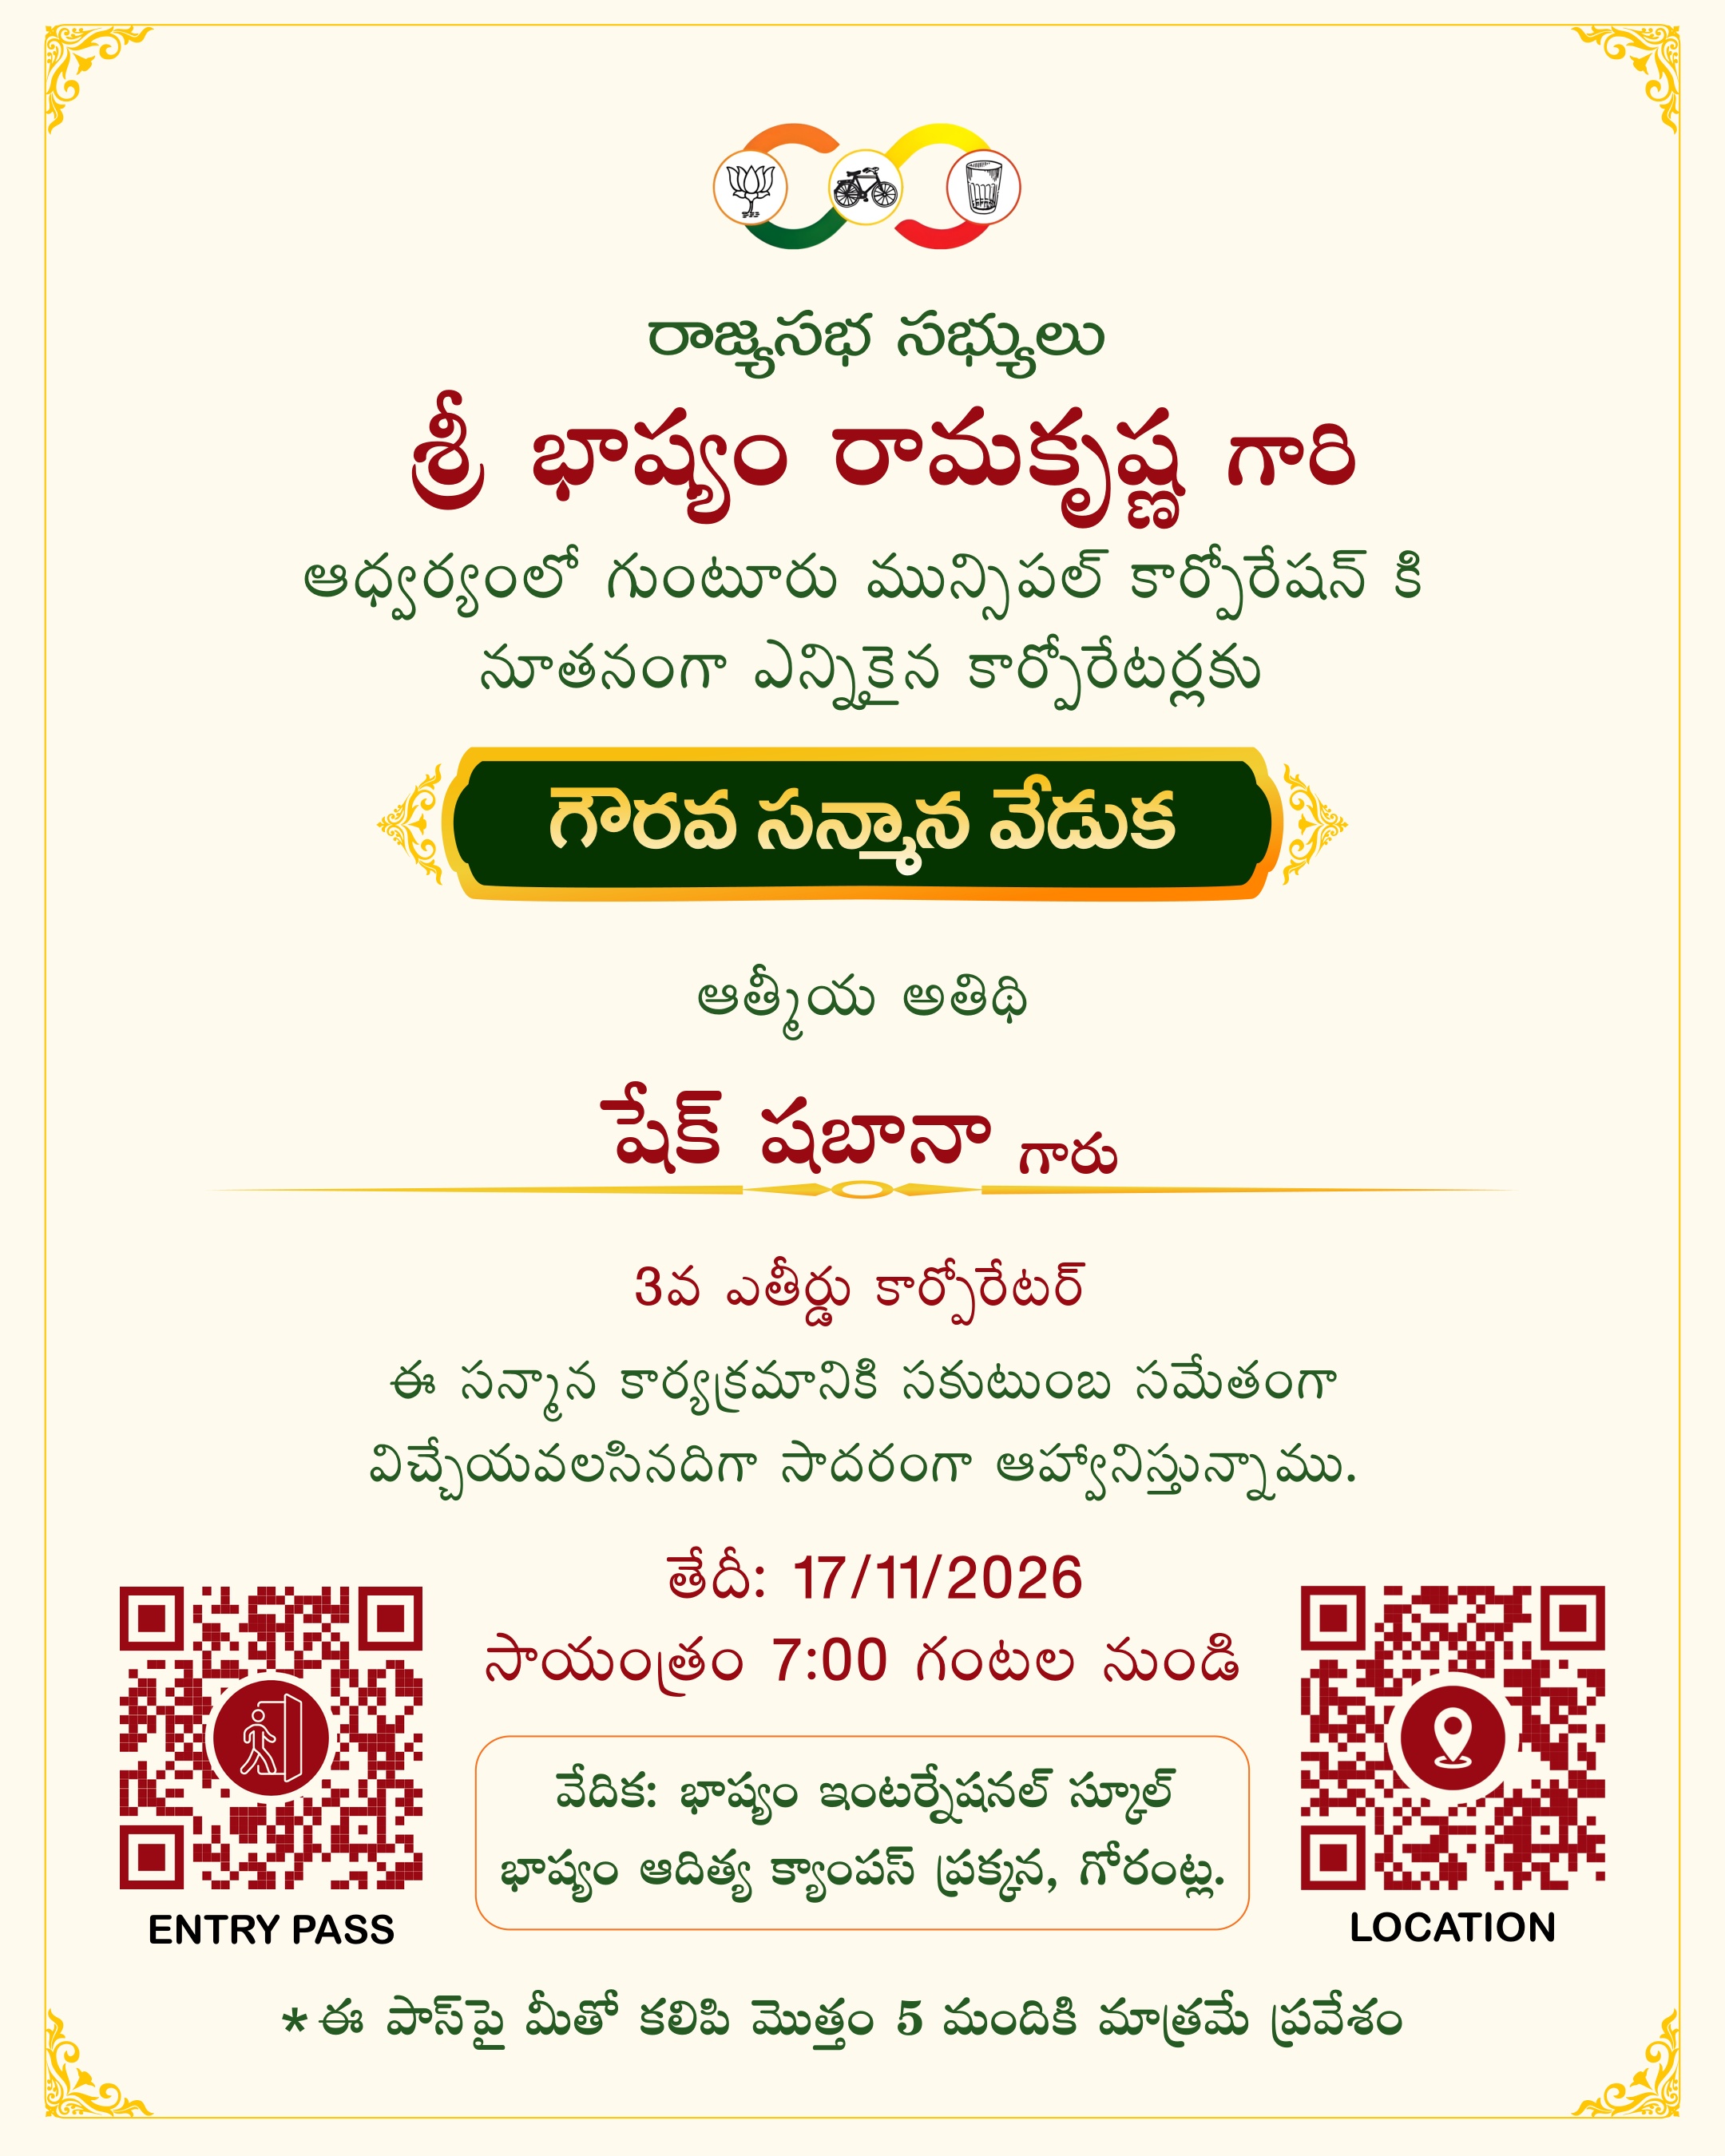 రాజ్యసభ సభ్యులు
శ్రీ భాష్యం రామకృష్ణ గారి
ఆధ్వర్యంలో గుంటూరు మున్సిపల్ కార్పోరేషన్ కి
నూతనంగా ఎన్నికైన కార్పోరేటర్లకు
గౌరవ సన్మాన వేడుక
ఆత్మీయ అతిథి
షేక్ షబానా గారు
3వ ఎతీర్డు కార్పోరేటర్
ఈ సన్మాన కార్యక్రమానికి సకుటుంబ సమేతంగా
విచ్చేయవలసినదిగా సాదరంగా ఆహ్వానిస్తున్నాము.
తేదీ: 17/11/2026
సాయంత్రం 7:00 గంటల నుండి
వేదిక: భాష్యం ఇంటర్నేషనల్ స్కూల్
భాష్యం ఆదిత్య క్యాంపస్ ప్రక్కన, గోరంట్ల.
ENTRY PASS
LOCATION
*ఈ పాస్‌పై మీతో కలిపి మొత్తం 5 మందికి మాత్రమే ప్రవేశం